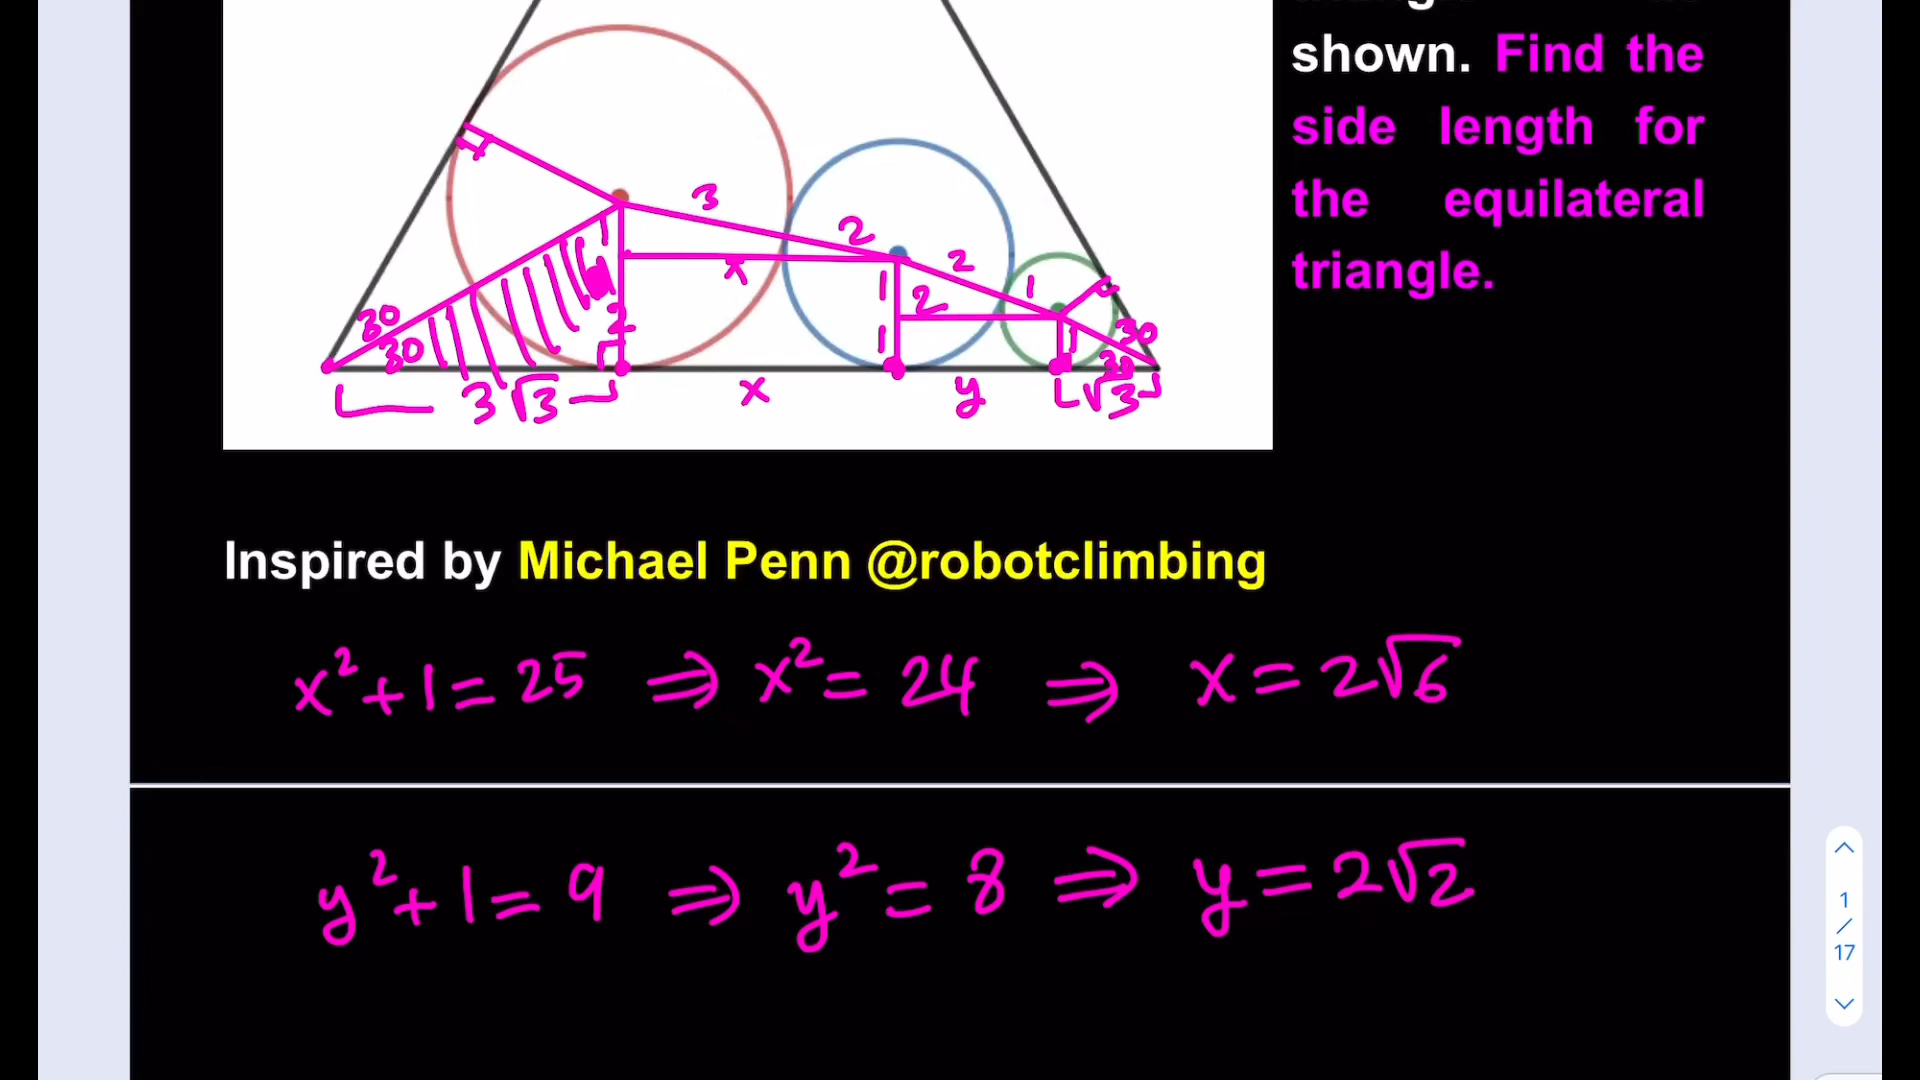 shown. Find the
side length for
the equilateral
triangle.
3
2
2
1
x
1
2
2
1
1
30
30
30
30
3√3
x
y
√3
Inspired by Michael Penn @robotclimbing
x²+1=25 ⇒ x²=24 ⇒ x=2√6
y²+1=9 ⇒ y²=8 ⇒ y=2√2
1
/
17